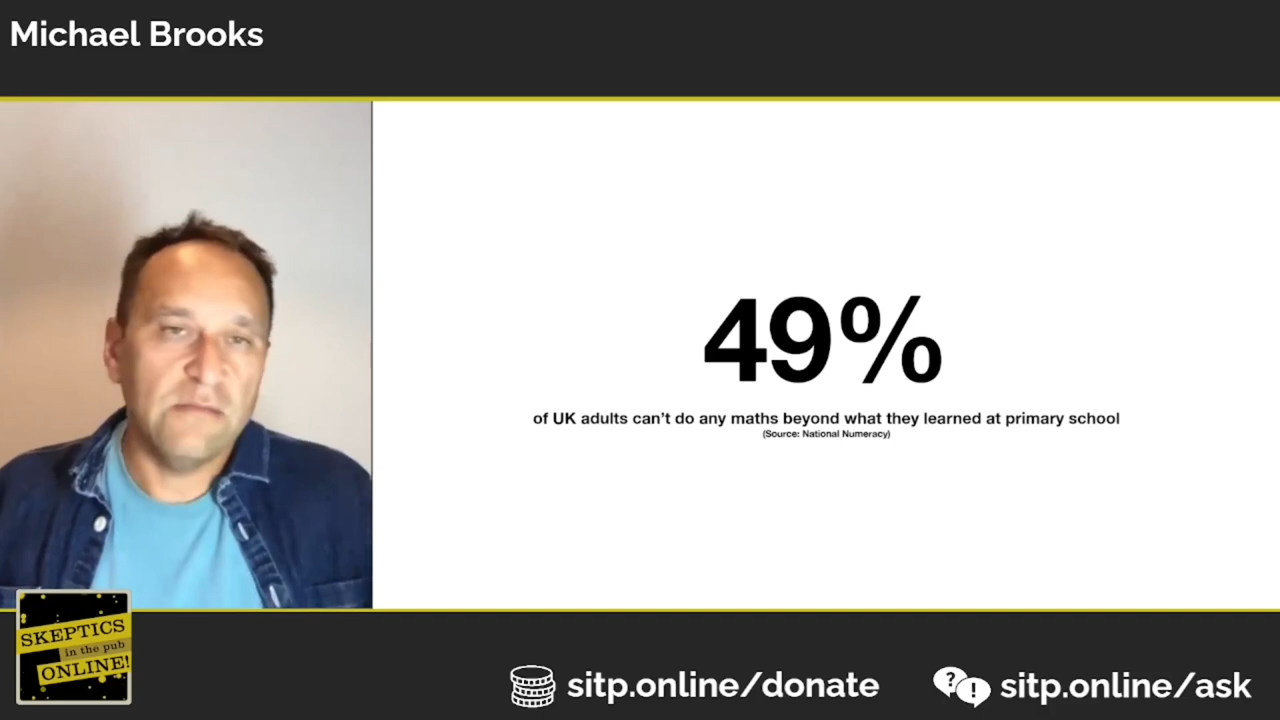 Michael Brooks
49%
of UK adults can't do any maths beyond what they learned at primary school
(Source: National Numeracy)
SKEPTICS
in the pub
ONLINE!
sitp.online/donate
? !
sitp.online/ask